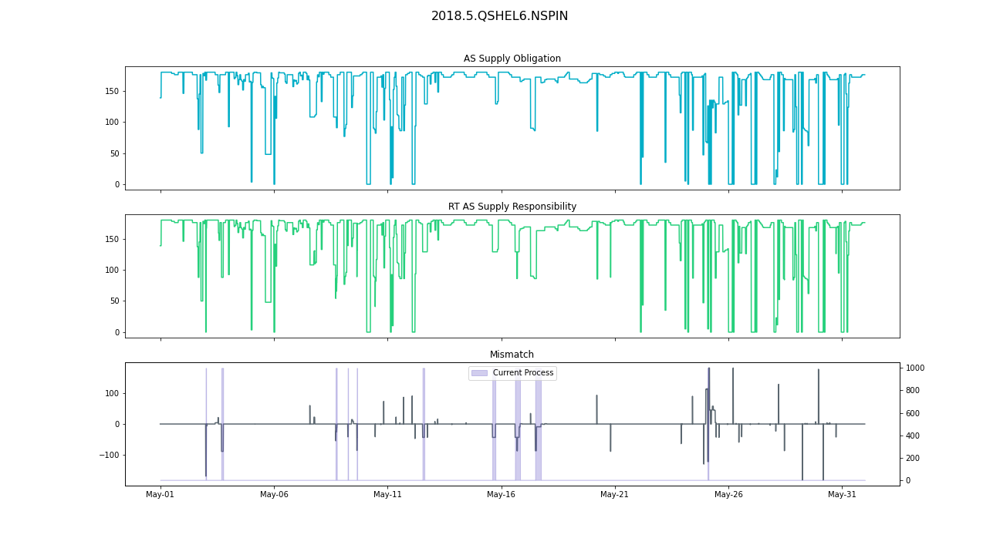 2018.5.QSHEL6.NSPIN
AS Supply Obligation
150
100
50
0
RT AS Supply Responsibility
150
100
50
0
Mismatch
Current Process
100
0
−100
1000
800
600
400
200
0
May-01 May-06 May-11 May-16 May-21 May-26 May-31